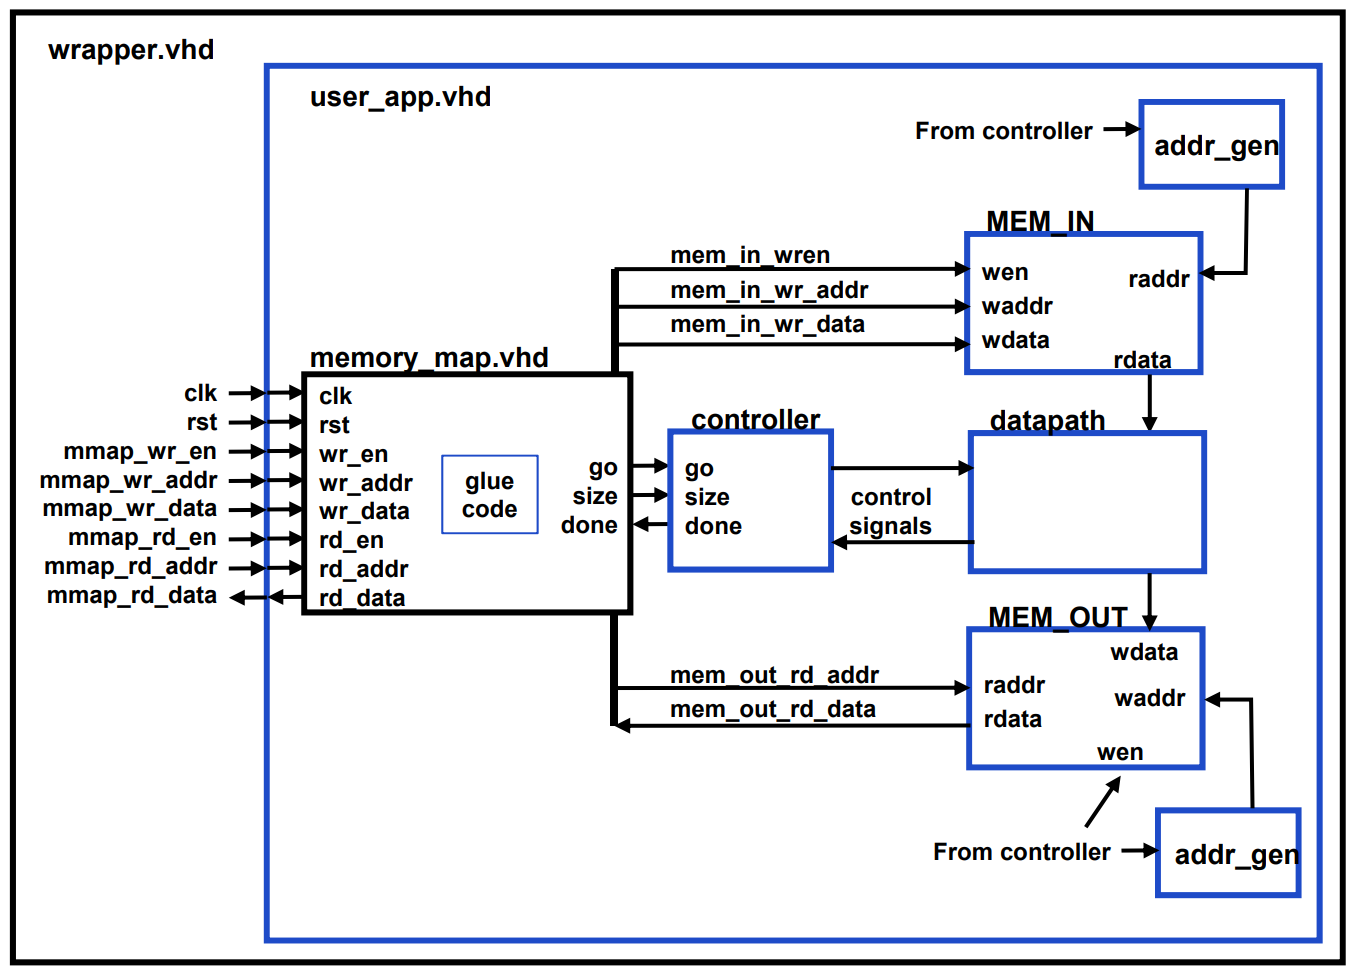 wrapper.vhd
user_app.vhd
From controller
addr_gen
MEM_IN
mem_in_wren
wen
mem_in_wr_addr
raddr
waddr
mem_in_wr_data
wdata
rdata
memory_map.vhd
clk
rst
mmap_wr_en
mmap_wr_addr
mmap_wr_data
mmap_rd_en
mmap_rd_addr
mmap_rd_data
clk
rst
wr_en
wr_addr
wr_data
rd_en
rd_addr
rd_data
glue
code
go
size
done
controller
go
size
done
control
signals
datapath
MEM_OUT
wdata
mem_out_rd_addr
raddr
waddr
mem_out_rd_data
rdata
wen
From controller
addr_gen